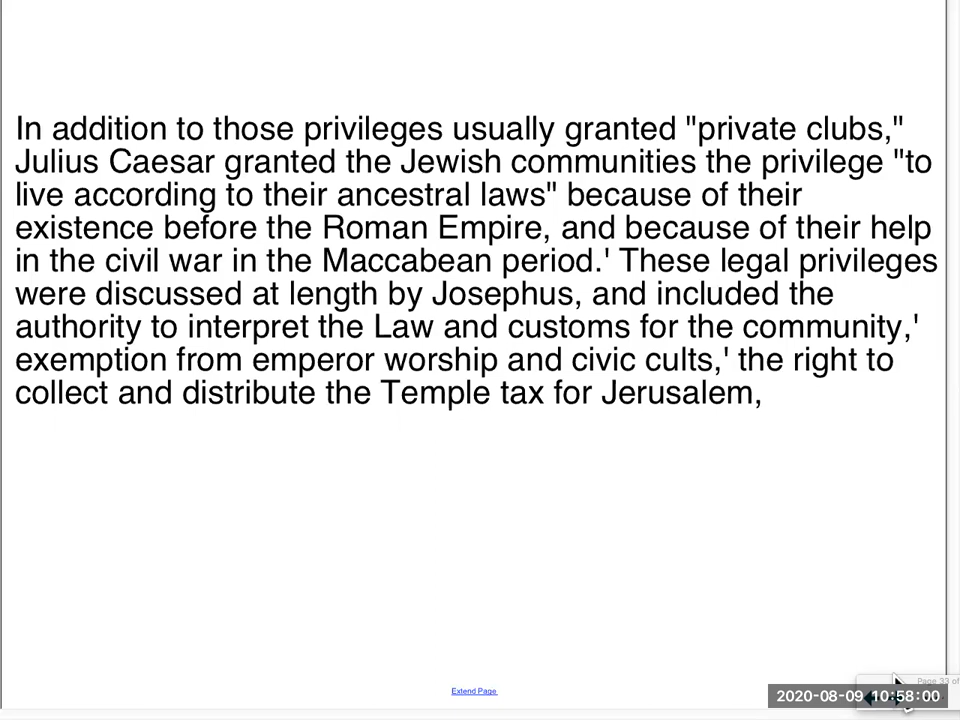 In addition to those privileges usually granted "private clubs,"
Julius Caesar granted the Jewish communities the privilege "to
live according to their ancestral laws" because of their
existence before the Roman Empire, and because of their help
in the civil war in the Maccabean period.' These legal privileges
were discussed at length by Josephus, and included the
authority to interpret the Law and customs for the community,'
exemption from emperor worship and civic cults,' the right to
collect and distribute the Temple tax for Jerusalem,
Extend Page
Page 33 of
2020-08-09 10:58:00